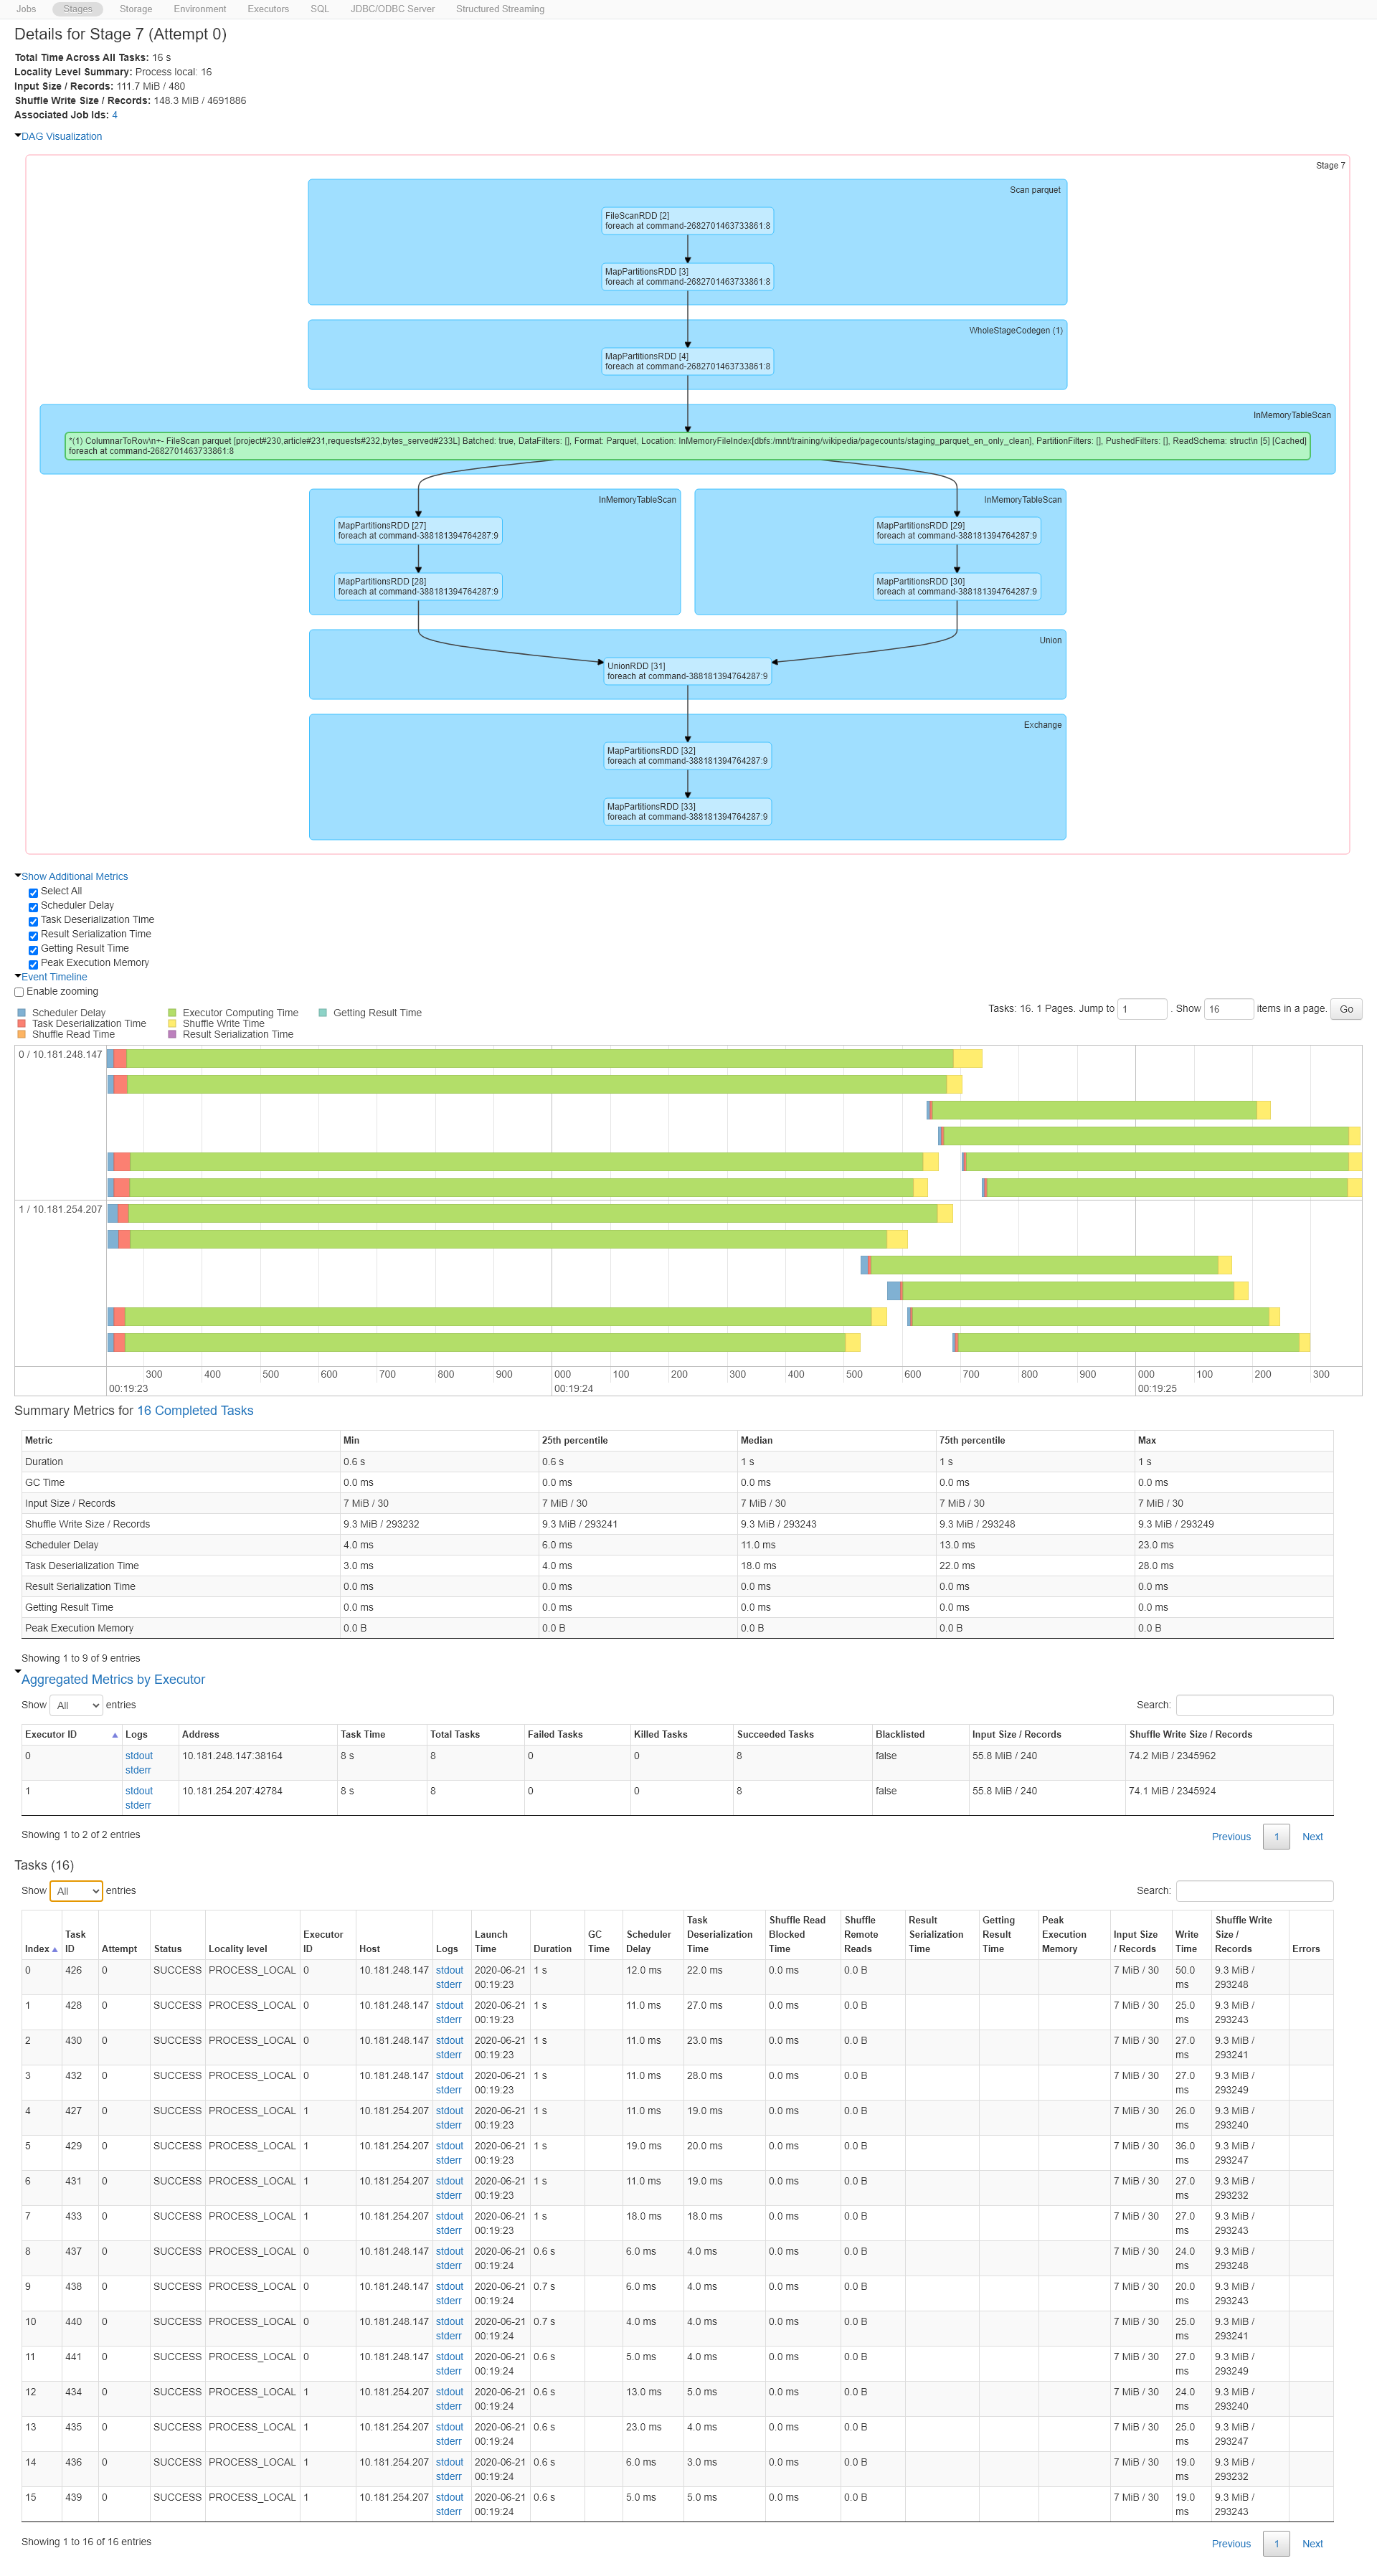 Jobs Stages Storage Environment Executors SQL JDBC/ODBC Server Structured Streaming
Details for Stage 7 (Attempt 0)
Total Time Across All Tasks: 16 s
Locality Level Summary: Process local: 16
Input Size / Records: 111.7 MiB / 480
Shuffle Write Size / Records: 148.3 MiB / 4691886
Associated Job Ids: 4
DAG Visualization
Stage 7
Scan parquet
FileScanRDD [2]
foreach at command-2682701463733861:8
MapPartitionsRDD [3]
foreach at command-2682701463733861:8
WholeStageCodegen (1)
MapPartitionsRDD [4]
foreach at command-2682701463733861:8
InMemoryTableScan
*(1) ColumnarToRow\n+- FileScan parquet [project#230,article#231,requests#232,bytes_served#233L] Batched: true, DataFilters: [], Format: Parquet, Location: InMemoryFileIndex[dbfs:/mnt/training/wikipedia/pagecounts/staging_parquet_en_only_clean], PartitionFilters: [], PushedFilters: [], ReadSchema: struct\n [5] [Cached]
foreach at command-2682701463733861:8
InMemoryTableScan
MapPartitionsRDD [27]
foreach at command-388181394764287:9
MapPartitionsRDD [28]
foreach at command-388181394764287:9
InMemoryTableScan
MapPartitionsRDD [29]
foreach at command-388181394764287:9
MapPartitionsRDD [30]
foreach at command-388181394764287:9
Union
UnionRDD [31]
foreach at command-388181394764287:9
Exchange
MapPartitionsRDD [32]
foreach at command-388181394764287:9
MapPartitionsRDD [33]
foreach at command-388181394764287:9
Show Additional Metrics
Select All
Scheduler Delay
Task Deserialization Time
Result Serialization Time
Getting Result Time
Peak Execution Memory
Event Timeline
Enable zooming
Tasks: 16. 1 Pages. Jump to 1 . Show 16 items in a page. Go
Scheduler Delay Executor Computing Time Getting Result Time
Task Deserialization Time Shuffle Write Time
Shuffle Read Time Result Serialization Time
0 / 10.181.248.147
1 / 10.181.254.207
300 400 500 600 700 800 900 000 100 200 300 400 500 600 700 800 900 000 100 200 300
00:19:23 00:19:24 00:19:25
Summary Metrics for 16 Completed Tasks
Metric Min 25th percentile Median 75th percentile Max
Duration 0.6 s 0.6 s 1 s 1 s 1 s
GC Time 0.0 ms 0.0 ms 0.0 ms 0.0 ms 0.0 ms
Input Size / Records 7 MiB / 30 7 MiB / 30 7 MiB / 30 7 MiB / 30 7 MiB / 30
Shuffle Write Size / Records 9.3 MiB / 293232 9.3 MiB / 293241 9.3 MiB / 293243 9.3 MiB / 293248 9.3 MiB / 293249
Scheduler Delay 4.0 ms 6.0 ms 11.0 ms 13.0 ms 23.0 ms
Task Deserialization Time 3.0 ms 4.0 ms 18.0 ms 22.0 ms 28.0 ms
Result Serialization Time 0.0 ms 0.0 ms 0.0 ms 0.0 ms 0.0 ms
Getting Result Time 0.0 ms 0.0 ms 0.0 ms 0.0 ms 0.0 ms
Peak Execution Memory 0.0 B 0.0 B 0.0 B 0.0 B 0.0 B
Showing 1 to 9 of 9 entries
Aggregated Metrics by Executor
Show All entries Search:
Executor ID Logs Address Task Time Total Tasks Failed Tasks Killed Tasks Succeeded Tasks Blacklisted Input Size / Records Shuffle Write Size / Records
0 stdout 10.181.248.147:38164 8 s 8 0 0 8 false 55.8 MiB / 240 74.2 MiB / 2345962
stderr
1 stdout 10.181.254.207:42784 8 s 8 0 0 8 false 55.8 MiB / 240 74.1 MiB / 2345924
stderr
Showing 1 to 2 of 2 entries Previous 1 Next
Tasks (16)
Show All entries Search:
Index Task ID Attempt Status Locality level Executor ID Host Logs Launch Time Duration GC Time Scheduler Delay Task Deserialization Time Shuffle Read Blocked Time Shuffle Remote Reads Result Serialization Time Getting Result Time Peak Execution Memory Input Size / Records Write Time Shuffle Write Size / Records Errors
0 426 0 SUCCESS PROCESS_LOCAL 0 10.181.248.147 stdout 2020-06-21 1 s 12.0 ms 22.0 ms 0.0 ms 0.0 B 7 MiB / 30 50.0 9.3 MiB /
stderr 00:19:23 ms 293248
1 428 0 SUCCESS PROCESS_LOCAL 0 10.181.248.147 stdout 2020-06-21 1 s 11.0 ms 27.0 ms 0.0 ms 0.0 B 7 MiB / 30 25.0 9.3 MiB /
stderr 00:19:23 ms 293243
2 430 0 SUCCESS PROCESS_LOCAL 0 10.181.248.147 stdout 2020-06-21 1 s 11.0 ms 23.0 ms 0.0 ms 0.0 B 7 MiB / 30 27.0 9.3 MiB /
stderr 00:19:23 ms 293241
3 432 0 SUCCESS PROCESS_LOCAL 0 10.181.248.147 stdout 2020-06-21 1 s 11.0 ms 28.0 ms 0.0 ms 0.0 B 7 MiB / 30 27.0 9.3 MiB /
stderr 00:19:23 ms 293249
4 427 0 SUCCESS PROCESS_LOCAL 1 10.181.254.207 stdout 2020-06-21 1 s 11.0 ms 19.0 ms 0.0 ms 0.0 B 7 MiB / 30 26.0 9.3 MiB /
stderr 00:19:23 ms 293240
5 429 0 SUCCESS PROCESS_LOCAL 1 10.181.254.207 stdout 2020-06-21 1 s 19.0 ms 20.0 ms 0.0 ms 0.0 B 7 MiB / 30 36.0 9.3 MiB /
stderr 00:19:23 ms 293247
6 431 0 SUCCESS PROCESS_LOCAL 1 10.181.254.207 stdout 2020-06-21 1 s 11.0 ms 19.0 ms 0.0 ms 0.0 B 7 MiB / 30 27.0 9.3 MiB /
stderr 00:19:23 ms 293232
7 433 0 SUCCESS PROCESS_LOCAL 1 10.181.254.207 stdout 2020-06-21 1 s 18.0 ms 18.0 ms 0.0 ms 0.0 B 7 MiB / 30 27.0 9.3 MiB /
stderr 00:19:23 ms 293243
8 437 0 SUCCESS PROCESS_LOCAL 0 10.181.248.147 stdout 2020-06-21 0.6 s 6.0 ms 4.0 ms 0.0 ms 0.0 B 7 MiB / 30 24.0 9.3 MiB /
stderr 00:19:24 ms 293248
9 438 0 SUCCESS PROCESS_LOCAL 0 10.181.248.147 stdout 2020-06-21 0.7 s 6.0 ms 4.0 ms 0.0 ms 0.0 B 7 MiB / 30 20.0 9.3 MiB /
stderr 00:19:24 ms 293243
10 440 0 SUCCESS PROCESS_LOCAL 0 10.181.248.147 stdout 2020-06-21 0.7 s 4.0 ms 4.0 ms 0.0 ms 0.0 B 7 MiB / 30 25.0 9.3 MiB /
stderr 00:19:24 ms 293241
11 441 0 SUCCESS PROCESS_LOCAL 0 10.181.248.147 stdout 2020-06-21 0.6 s 5.0 ms 4.0 ms 0.0 ms 0.0 B 7 MiB / 30 27.0 9.3 MiB /
stderr 00:19:24 ms 293249
12 434 0 SUCCESS PROCESS_LOCAL 1 10.181.254.207 stdout 2020-06-21 0.6 s 13.0 ms 5.0 ms 0.0 ms 0.0 B 7 MiB / 30 24.0 9.3 MiB /
stderr 00:19:24 ms 293240
13 435 0 SUCCESS PROCESS_LOCAL 1 10.181.254.207 stdout 2020-06-21 0.6 s 23.0 ms 4.0 ms 0.0 ms 0.0 B 7 MiB / 30 25.0 9.3 MiB /
stderr 00:19:24 ms 293247
14 436 0 SUCCESS PROCESS_LOCAL 1 10.181.254.207 stdout 2020-06-21 0.6 s 6.0 ms 3.0 ms 0.0 ms 0.0 B 7 MiB / 30 19.0 9.3 MiB /
stderr 00:19:24 ms 293232
15 439 0 SUCCESS PROCESS_LOCAL 1 10.181.254.207 stdout 2020-06-21 0.6 s 5.0 ms 5.0 ms 0.0 ms 0.0 B 7 MiB / 30 19.0 9.3 MiB /
stderr 00:19:24 ms 293243
Showing 1 to 16 of 16 entries Previous 1 Next